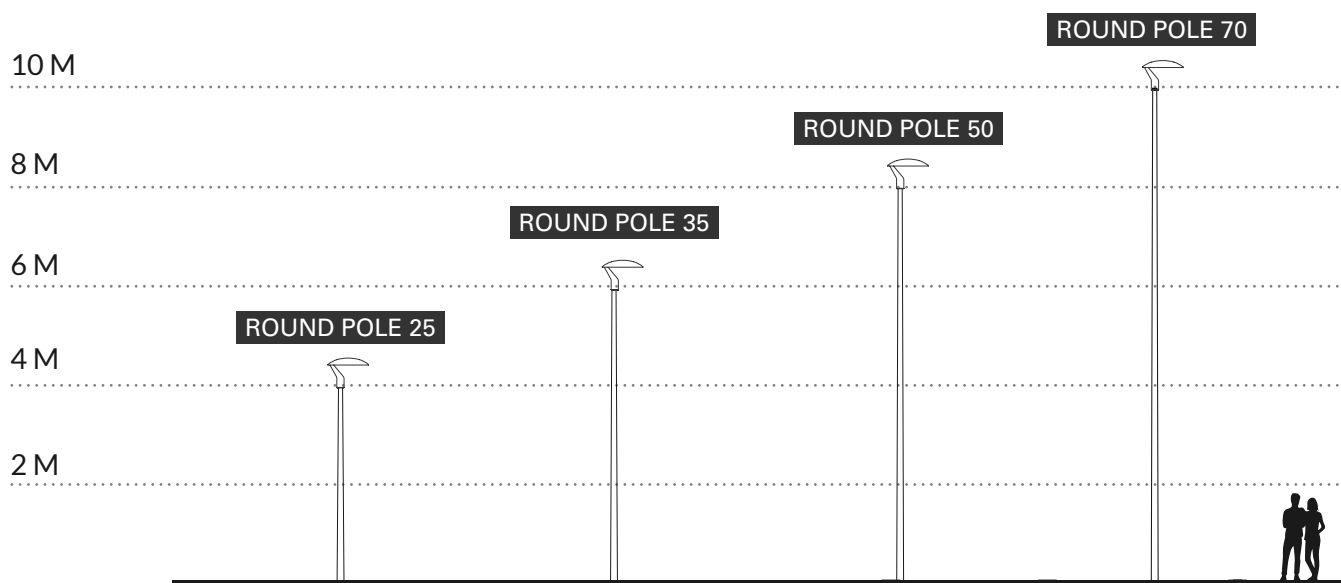 ROUND POLE 70
10 M
ROUND POLE 50
8 M
ROUND POLE 35
6 M
ROUND POLE 25
4 M
2 M